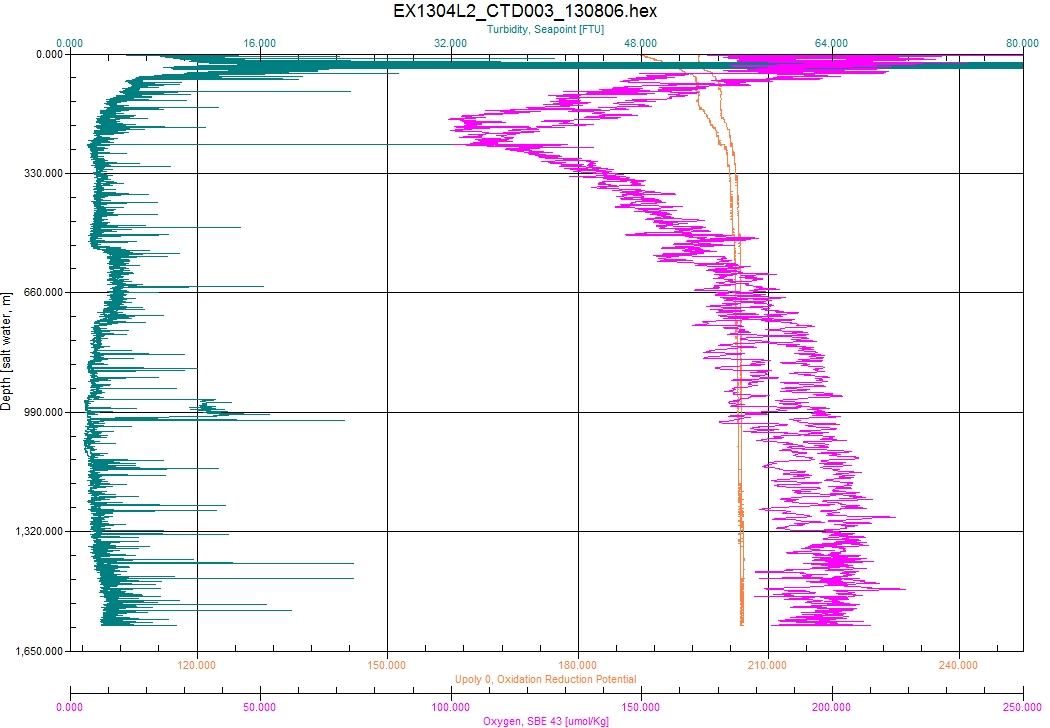 EX1304L2_CTD003_130806.hex
Turbidity, Seapoint [FTU]
0.000 16.000 32.000 48.000 64.000 80.000
0.000
330.000
660.000
990.000
1,320.000
1,650.000
Depth [salt water, m]
120.000 150.000 180.000 210.000 240.000
Upoly 0, Oxidation Reduction Potential
0.000 50.000 100.000 150.000 200.000 250.000
Oxygen, SBE 43 [umol/Kg]